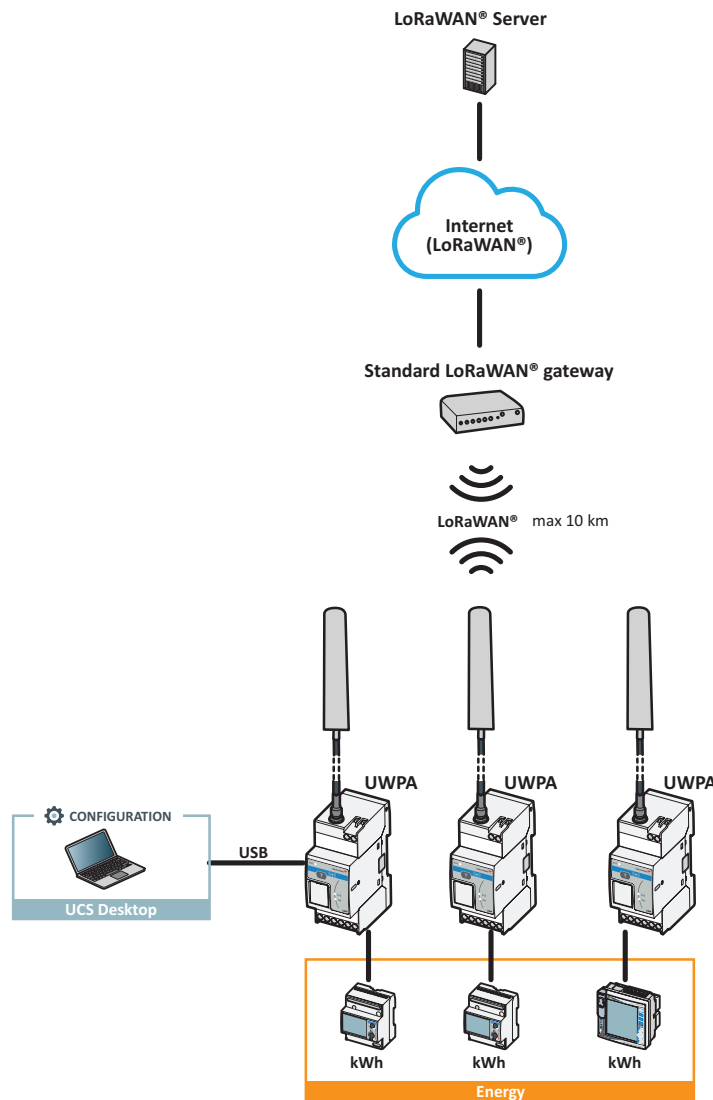 LoRaWAN® Server
Internet
(LoRaWAN®)
Standard LoRaWAN® gateway
LoRaWAN® max 10 km
UWPA UWPA UWPA
CONFIGURATION
USB
UCS Desktop
kWh kWh kWh
Energy